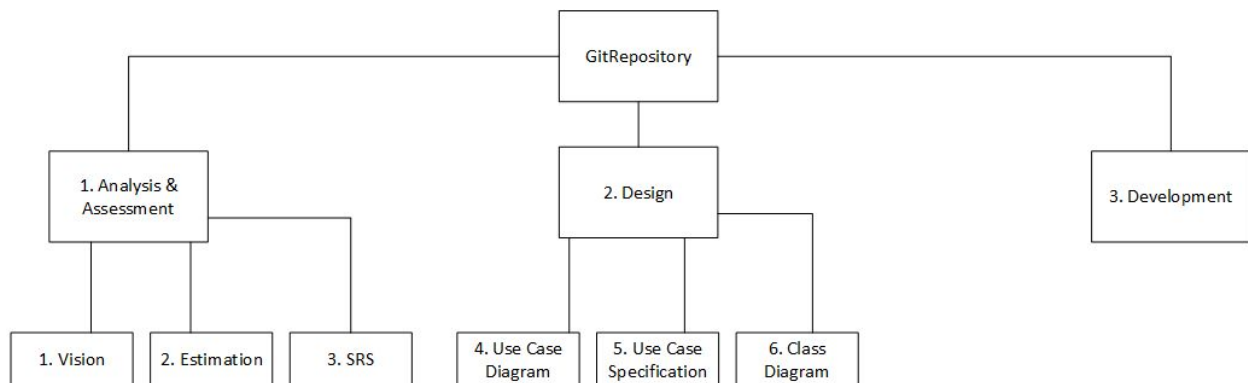 GitRepository
1. Analysis &
Assessment
2. Design
3. Development
1. Vision
2. Estimation
3. SRS
4. Use Case
Diagram
5. Use Case
Specification
6. Class
Diagram